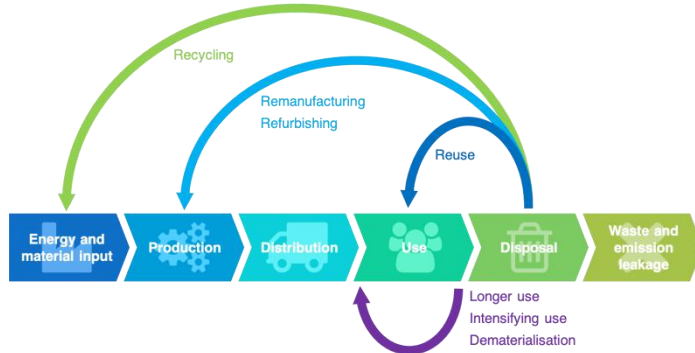 Recycling
Remanufacturing
Refurbishing
Reuse
Energy and
material input
Production
Distribution
Use
Disposal
Waste and
emission
leakage
Longer use
Intensifying use
Dematerialisation